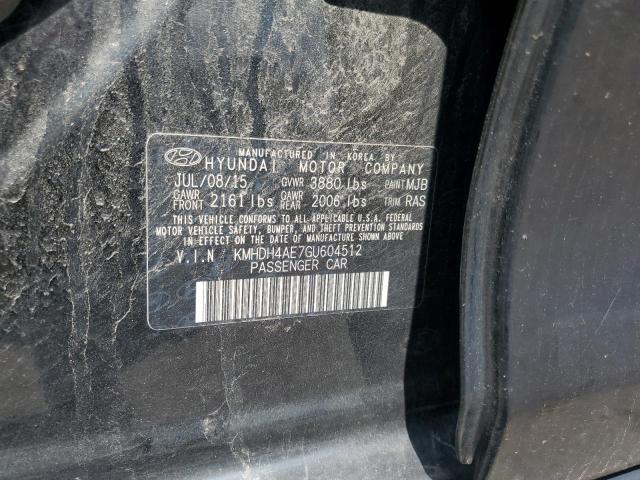 MANUFACTURED IN KOREA BY
HYUNDAI MOTOR COMPANY
JUL/08/15 GVWR 3880 lbs PAINT MJB
GAWR FRONT 2161 lbs GAWR REAR 2006 lbs TRIM RAS
THIS VEHICLE CONFORMS TO ALL APPLICABLE U.S.A. FEDERAL
MOTOR VEHICLE SAFETY, BUMPER, AND THEFT PREVENTION STANDARDS
IN EFFECT ON THE DATE OF MANUFACTURE SHOWN ABOVE.
V.I.N KMHDH4AE7GU604512
PASSENGER CAR